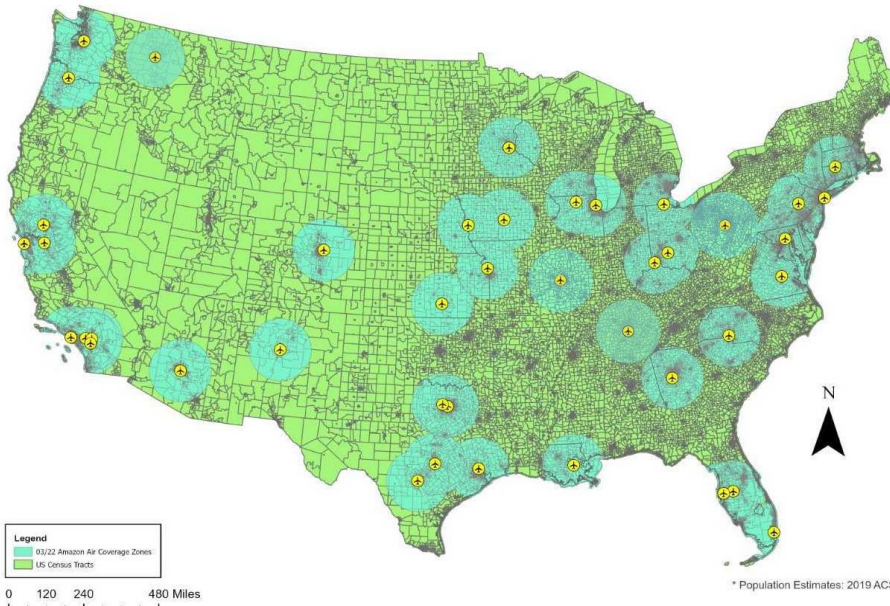 N
Legend
03/22 Amazon Air Coverage Zones
US Census Tracts
0 120 240 480 Miles
* Population Estimates: 2019 ACS